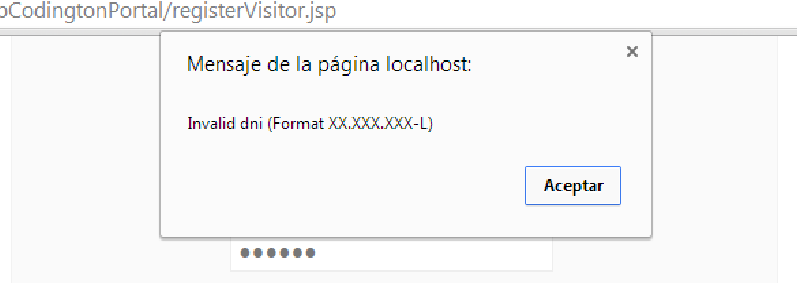 oCodingtonPortal/registerVisitor.jsp
Mensaje de la página localhost:
Invalid dni (Format XX.XXX.XXX-L)
Aceptar